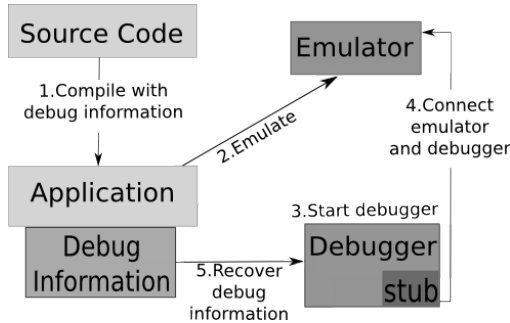 Source Code
Emulator
1.Compile with
debug information
2.Emulate
4.Connect
emulator
and debugger
Application
3.Start debugger
Debug
Information
Debugger
stub
5.Recover
debug
information